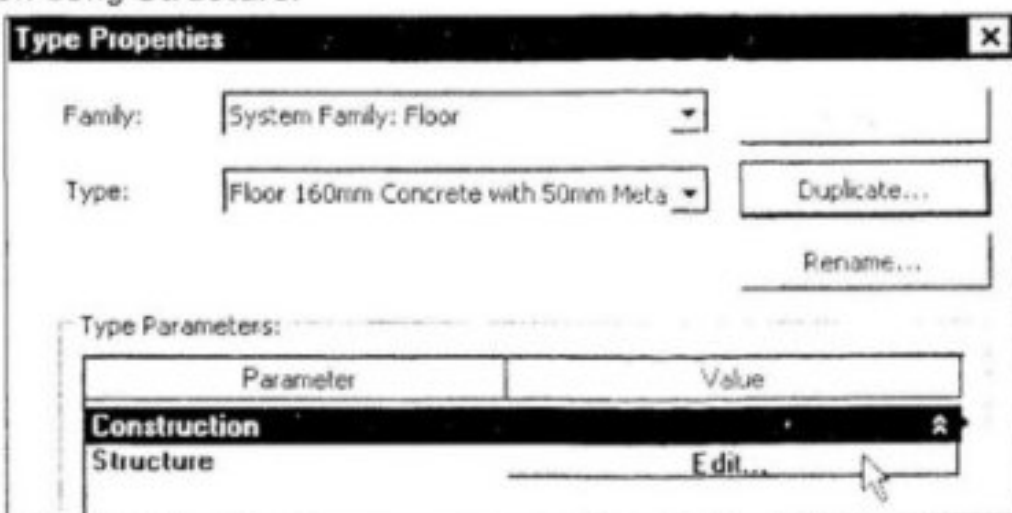 Structure.
Type Properties
Family: System Family: Floor
Type: Floor 160mm Concrete with 50mm Meta Duplicate...
Rename...
Type Parameters:
Parameter Value
Construction
Structure Edit...